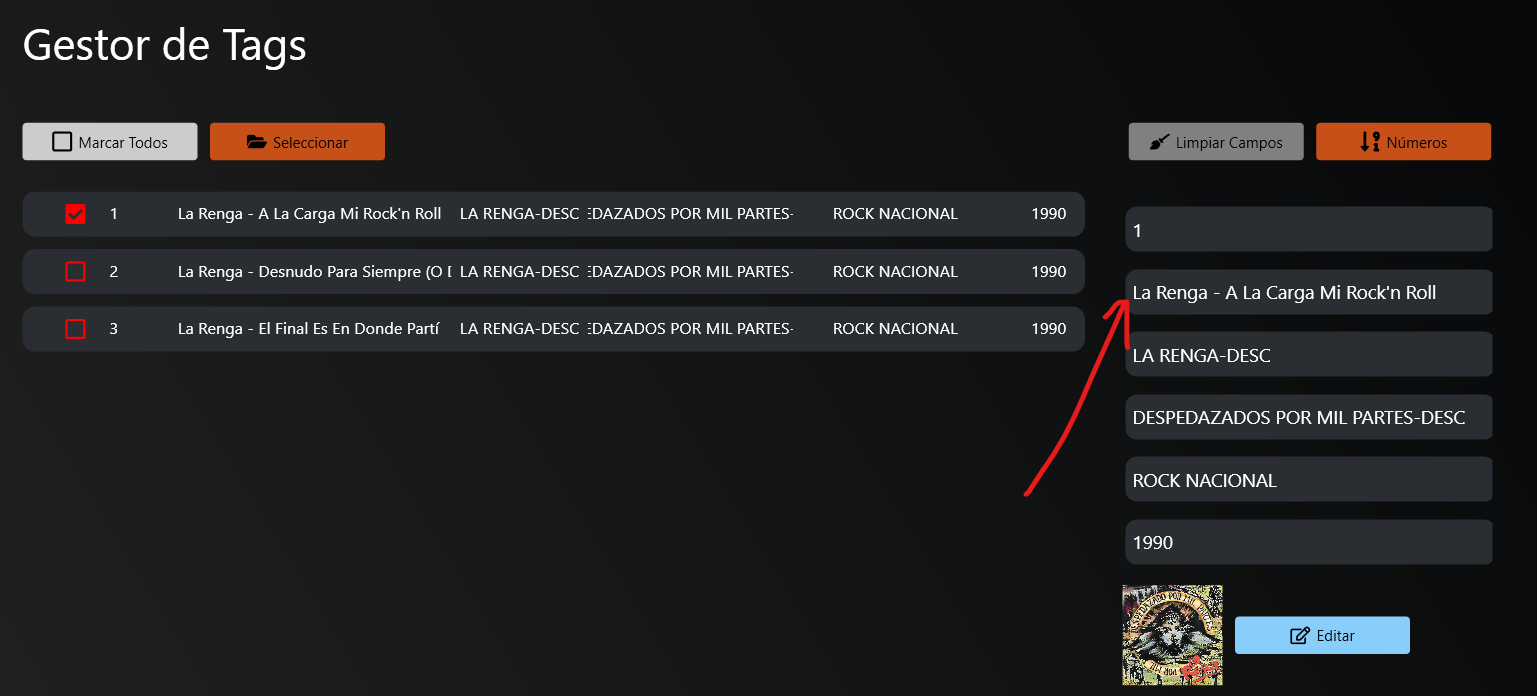 Gestor de Tags
Marcar Todos Seleccionar Limpiar Campos Números
1 La Renga - A La Carga Mi Rock'n Roll LA RENGA-DESC EDAZADOS POR MIL PARTES- ROCK NACIONAL 1990
2 La Renga - Desnudo Para Siempre (O D LA RENGA-DESC EDAZADOS POR MIL PARTES- ROCK NACIONAL 1990
3 La Renga - El Final Es En Donde Partí LA RENGA-DESC EDAZADOS POR MIL PARTES- ROCK NACIONAL 1990
1
La Renga - A La Carga Mi Rock'n Roll
LA RENGA-DESC
DESPEDAZADOS POR MIL PARTES-DESC
ROCK NACIONAL
1990
Editar